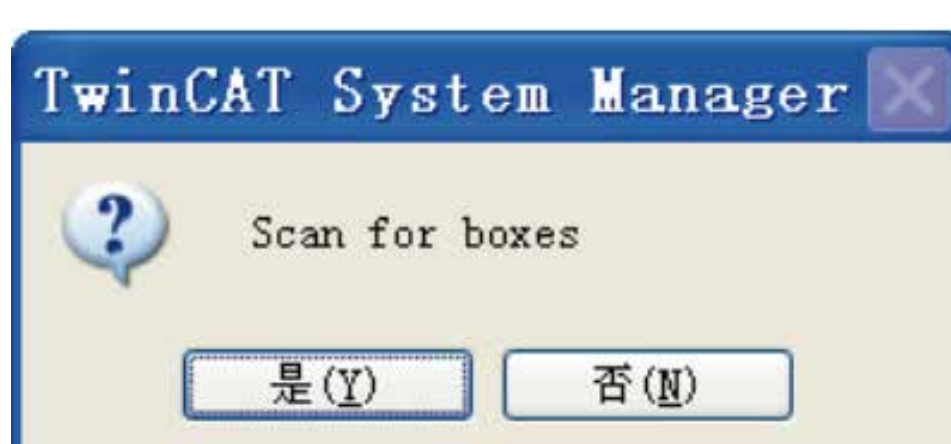 TwinCAT System Manager
Scan for boxes
是(Y) 否(N)